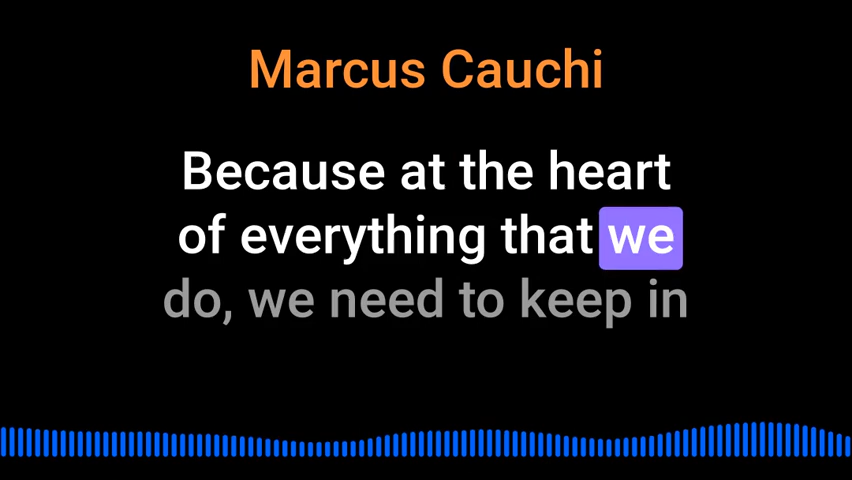 Marcus Cauchi
Because at the heart
of everything that we
do, we need to keep in